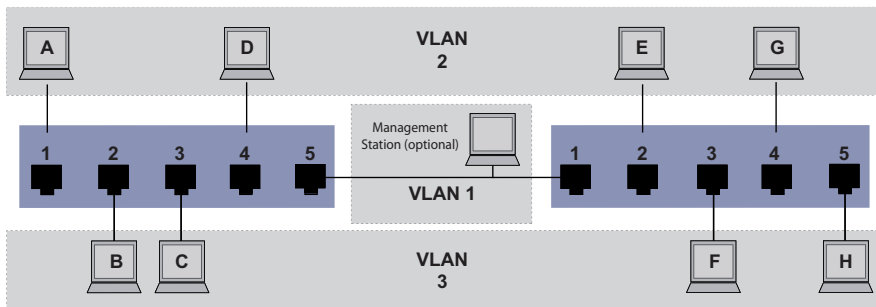 A
D
VLAN
2
E
G
1
2
3
4
5
Management
Station (optional)
VLAN 1
1
2
3
4
5
B
C
VLAN
3
F
H